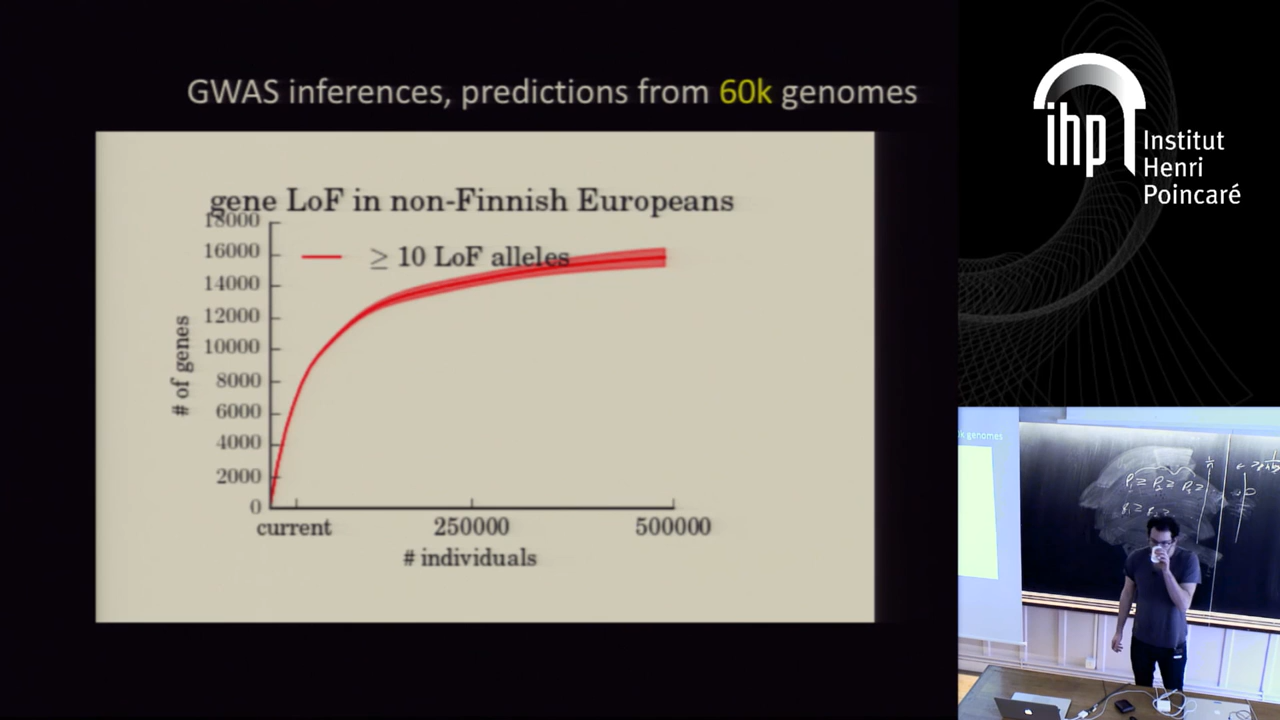 GWAS inferences, predictions from 60k genomes
gene LoF in non-Finnish Europeans
≥ 10 LoF alleles
18000
16000
14000
12000
10000
8000
6000
4000
2000
0
# of genes
current
250000
500000
# individuals
ihp
Institut
Henri
Poincaré
genomes